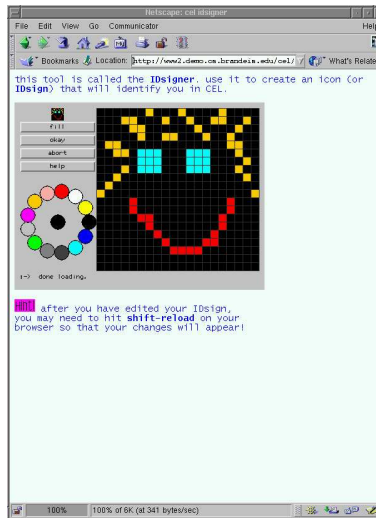 Netscape: cel idsigner
File Edit View Go Communicator Help
Bookmarks Location: http://www2.demo.cs.brandeis.edu/cel/ What's Relate
this tool is called the IDsigner. use it to create an icon (or
IDsign) that will identify you in CEL.
fill
okay
abort
help
:-) done loading.
HINT! after you have edited your IDsign,
you may need to hit shift-reload on your
browser so that your changes will appear!
100% 100% of 6K (at 341 bytes/sec)